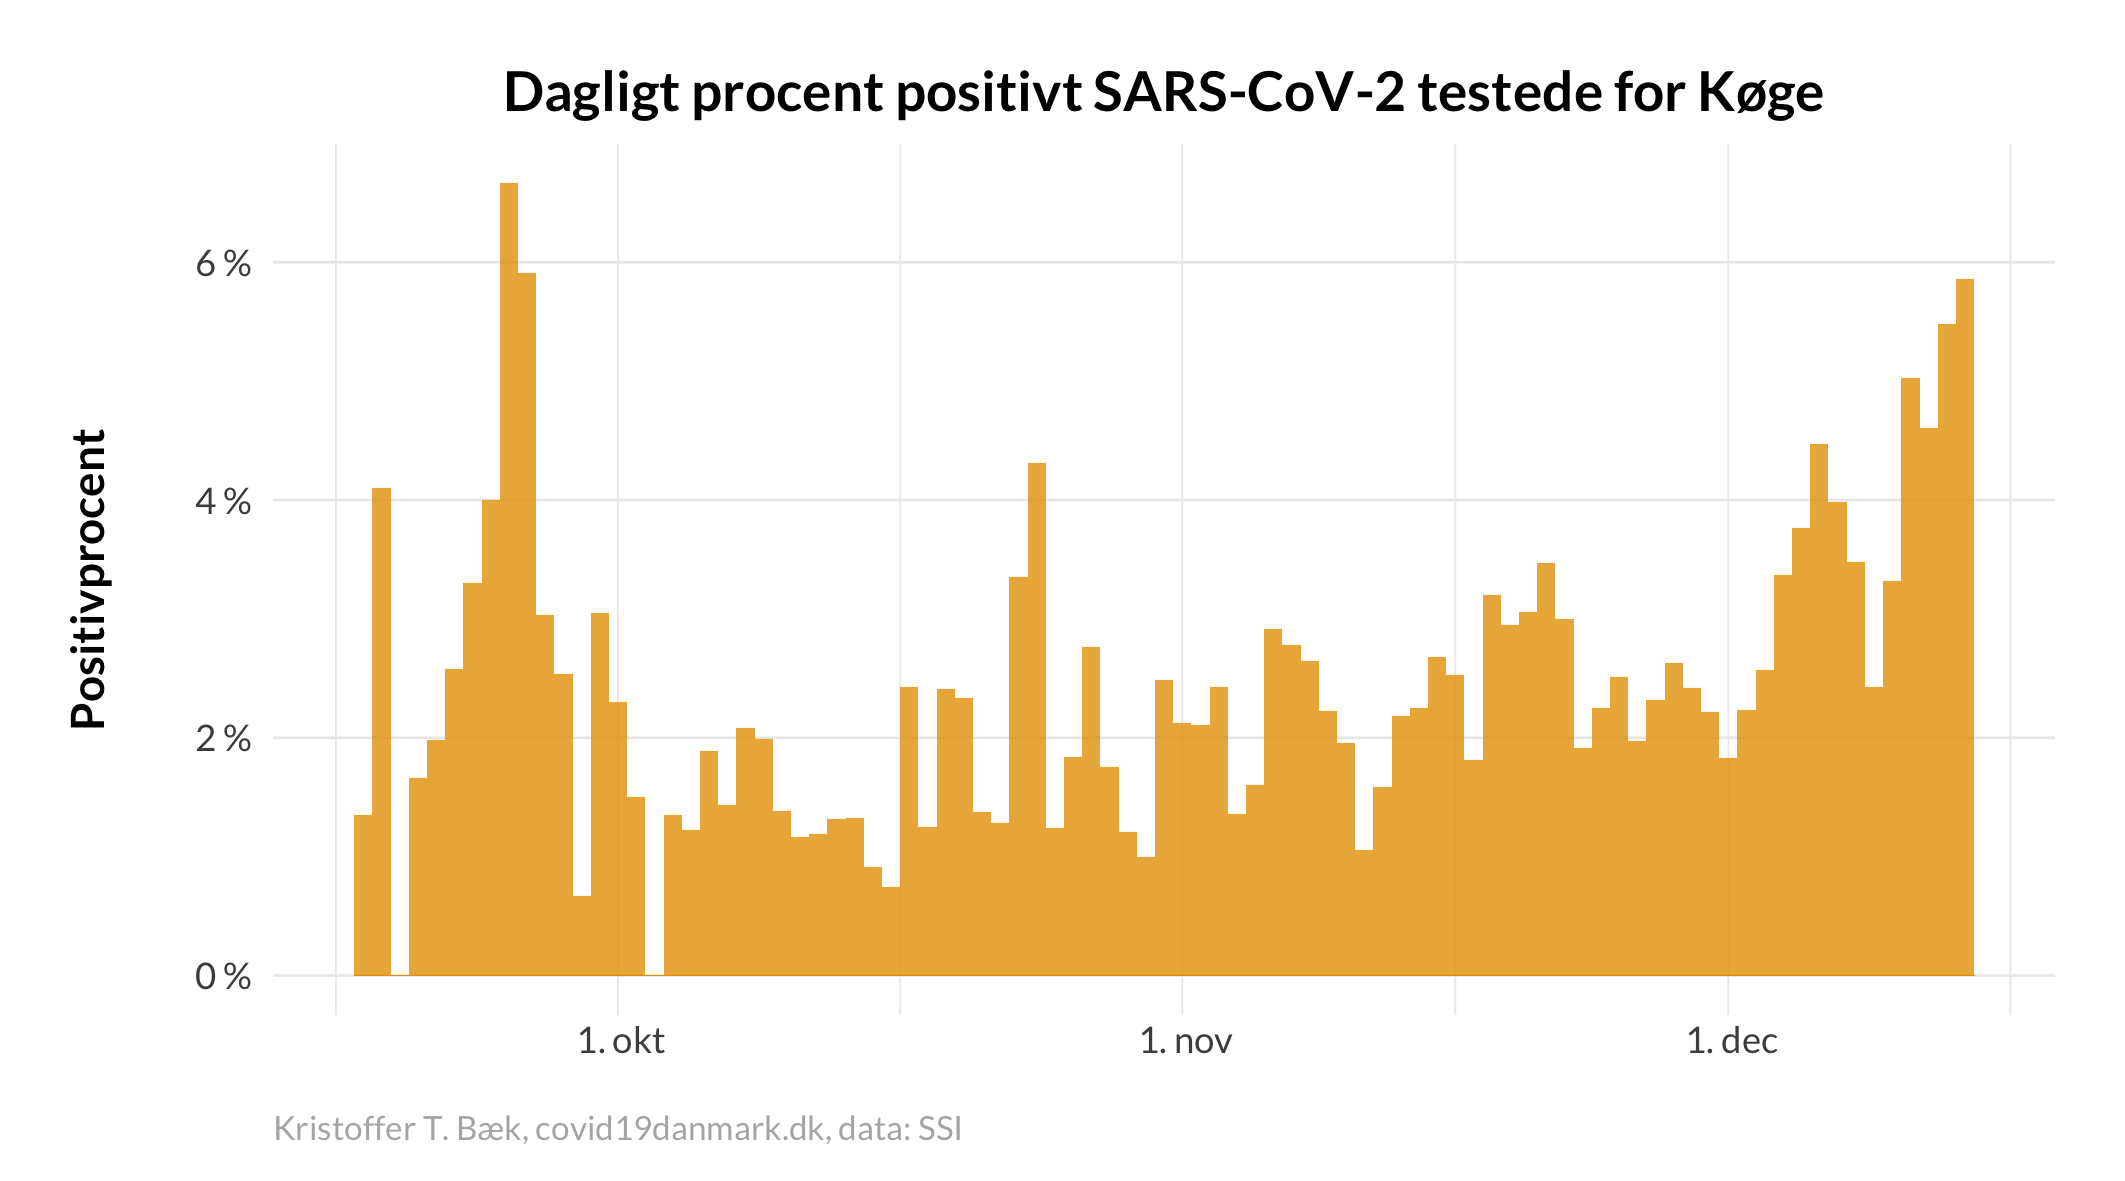 Dagligt procent positivt SARS-CoV-2 testede for Køge
Positivprocent
6 %
4 %
2 %
0 %
1. okt
1. nov
1. dec
Kristoffer T. Bæk, covid19danmark.dk, data: SSI